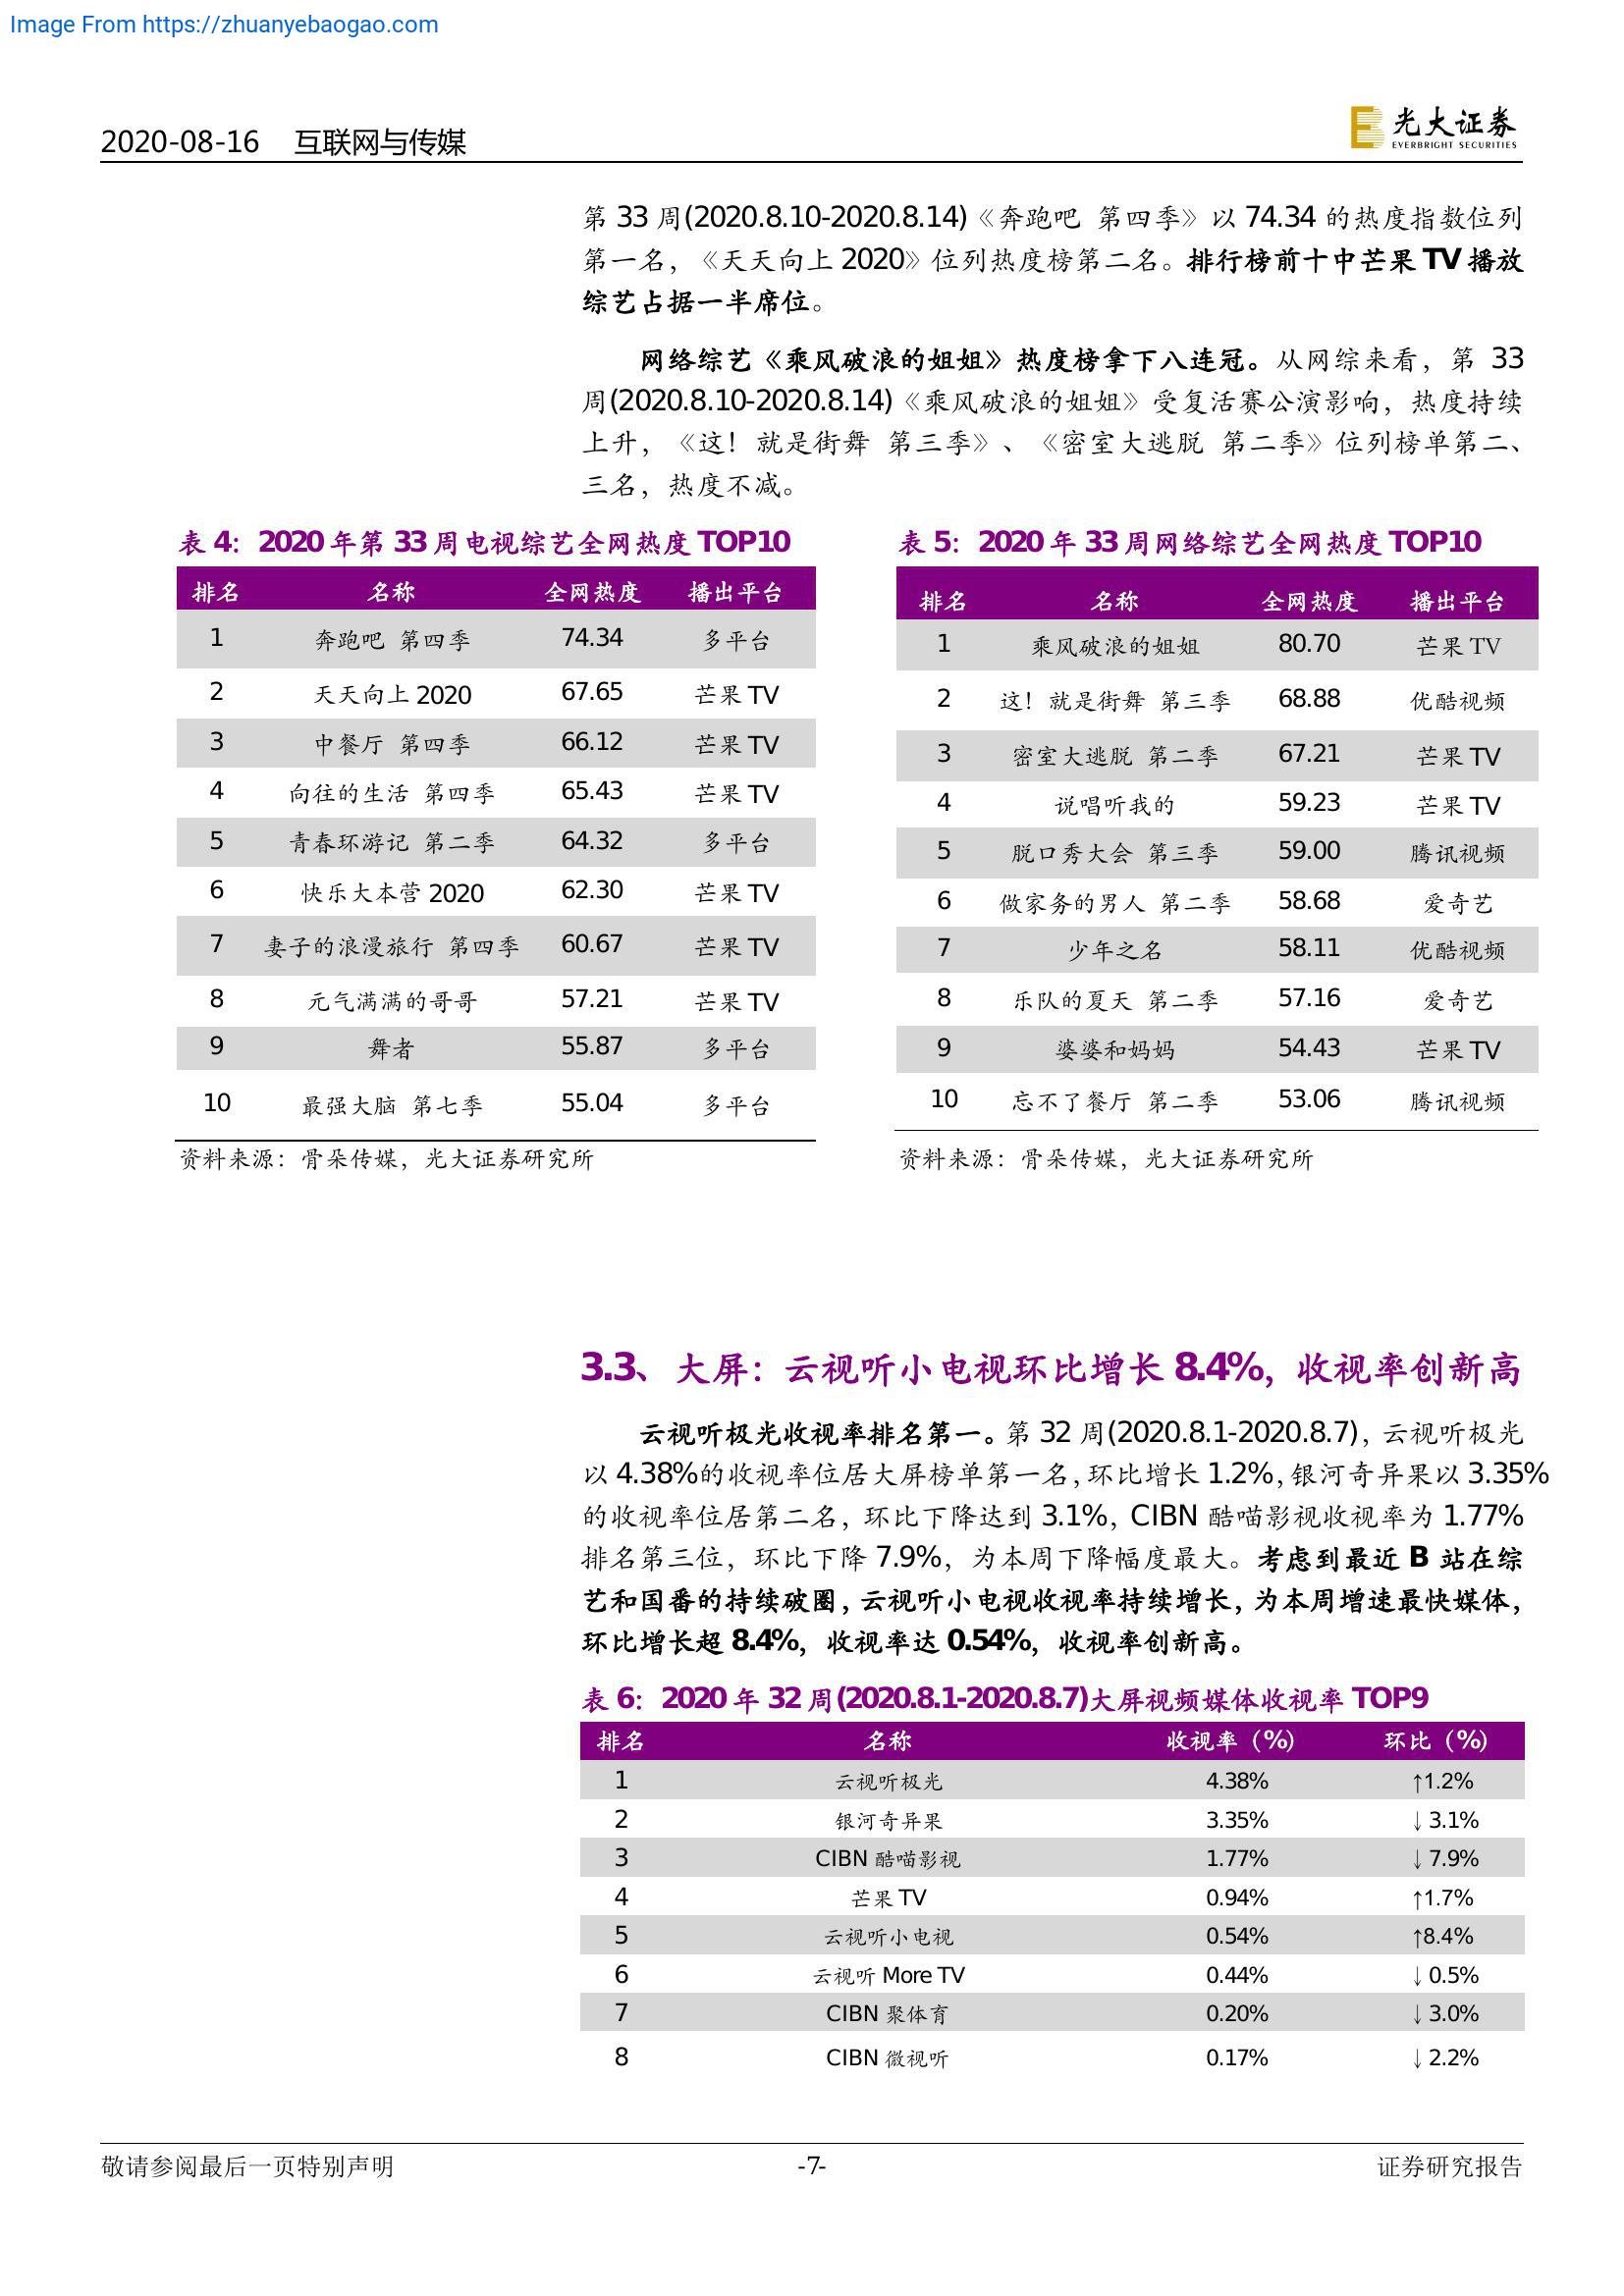 Image From https://zhuanyebaogao.com
2020-08-16 互联网与传媒
光大证券
EVERBRIGHT SECURITIES
第 33 周(2020.8.10-2020.8.14)《奔跑吧 第四季》以 74.34 的热度指数位列
第一名，《天天向上 2020》位列热度榜第二名。排行榜前十中芒果 TV 播放
综艺占据一半席位。
网络综艺《乘风破浪的姐姐》热度榜拿下八连冠。从网综来看，第 33
周(2020.8.10-2020.8.14)《乘风破浪的姐姐》受复活赛公演影响，热度持续
上升，《这！就是街舞 第三季》、《密室大逃脱 第二季》位列榜单第二、
三名，热度不减。
表 4：2020 年第 33 周电视综艺全网热度 TOP10
排名 名称 全网热度 播出平台
1 奔跑吧 第四季 74.34 多平台
2 天天向上 2020 67.65 芒果 TV
3 中餐厅 第四季 66.12 芒果 TV
4 向往的生活 第四季 65.43 芒果 TV
5 青春环游记 第二季 64.32 多平台
6 快乐大本营 2020 62.30 芒果 TV
7 妻子的浪漫旅行 第四季 60.67 芒果 TV
8 元气满满的哥哥 57.21 芒果 TV
9 舞者 55.87 多平台
10 最强大脑 第七季 55.04 多平台
资料来源：骨朵传媒，光大证券研究所
表 5：2020 年 33 周网络综艺全网热度 TOP10
排名 名称 全网热度 播出平台
1 乘风破浪的姐姐 80.70 芒果 TV
2 这！就是街舞 第三季 68.88 优酷视频
3 密室大逃脱 第二季 67.21 芒果 TV
4 说唱听我的 59.23 芒果 TV
5 脱口秀大会 第三季 59.00 腾讯视频
6 做家务的男人 第二季 58.68 爱奇艺
7 少年之名 58.11 优酷视频
8 乐队的夏天 第二季 57.16 爱奇艺
9 婆婆和妈妈 54.43 芒果 TV
10 忘不了餐厅 第二季 53.06 腾讯视频
资料来源：骨朵传媒，光大证券研究所
3.3、大屏：云视听小电视环比增长 8.4%，收视率创新高
云视听极光收视率排名第一。第 32 周(2020.8.1-2020.8.7)，云视听极光
以 4.38%的收视率位居大屏榜单第一名，环比增长 1.2%，银河奇异果以 3.35%
的收视率位居第二名，环比下降达到 3.1%，CIBN 酷喵影视收视率为 1.77%
排名第三位，环比下降 7.9%，为本周下降幅度最大。考虑到最近 B 站在综
艺和国番的持续破圈，云视听小电视收视率持续增长，为本周增速最快媒体，
环比增长超 8.4%，收视率达 0.54%，收视率创新高。
表 6：2020 年 32 周(2020.8.1-2020.8.7)大屏视频媒体收视率 TOP9
排名 名称 收视率（%） 环比（%）
1 云视听极光 4.38% ↑1.2%
2 银河奇异果 3.35% ↓3.1%
3 CIBN 酷喵影视 1.77% ↓7.9%
4 芒果 TV 0.94% ↑1.7%
5 云视听小电视 0.54% ↑8.4%
6 云视听 More TV 0.44% ↓0.5%
7 CIBN 聚体育 0.20% ↓3.0%
8 CIBN 微视听 0.17% ↓2.2%
敬请参阅最后一页特别声明 -7- 证券研究报告